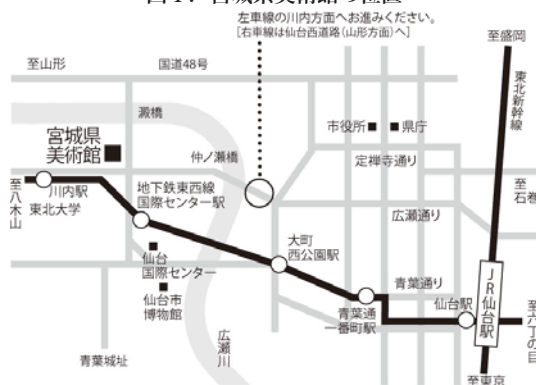 左車線の川内方面へお進みください。
[右車線は仙台西道路(山形方面)へ]
至盛岡
至山形
国道48号
東北新幹線
澱橋
市役所
県庁
宮城県
美術館
仲ノ瀬橋
定禅寺通り
至八木山
川内駅
東北大学
地下鉄東西線
国際センター駅
至石巻
広瀬通り
仙台
国際センター
大町
西公園駅
仙台市
博物館
青葉通り
仙台駅
JR仙台駅
青葉通
一番町駅
至六丁の目
広瀬川
青葉城址
至東京